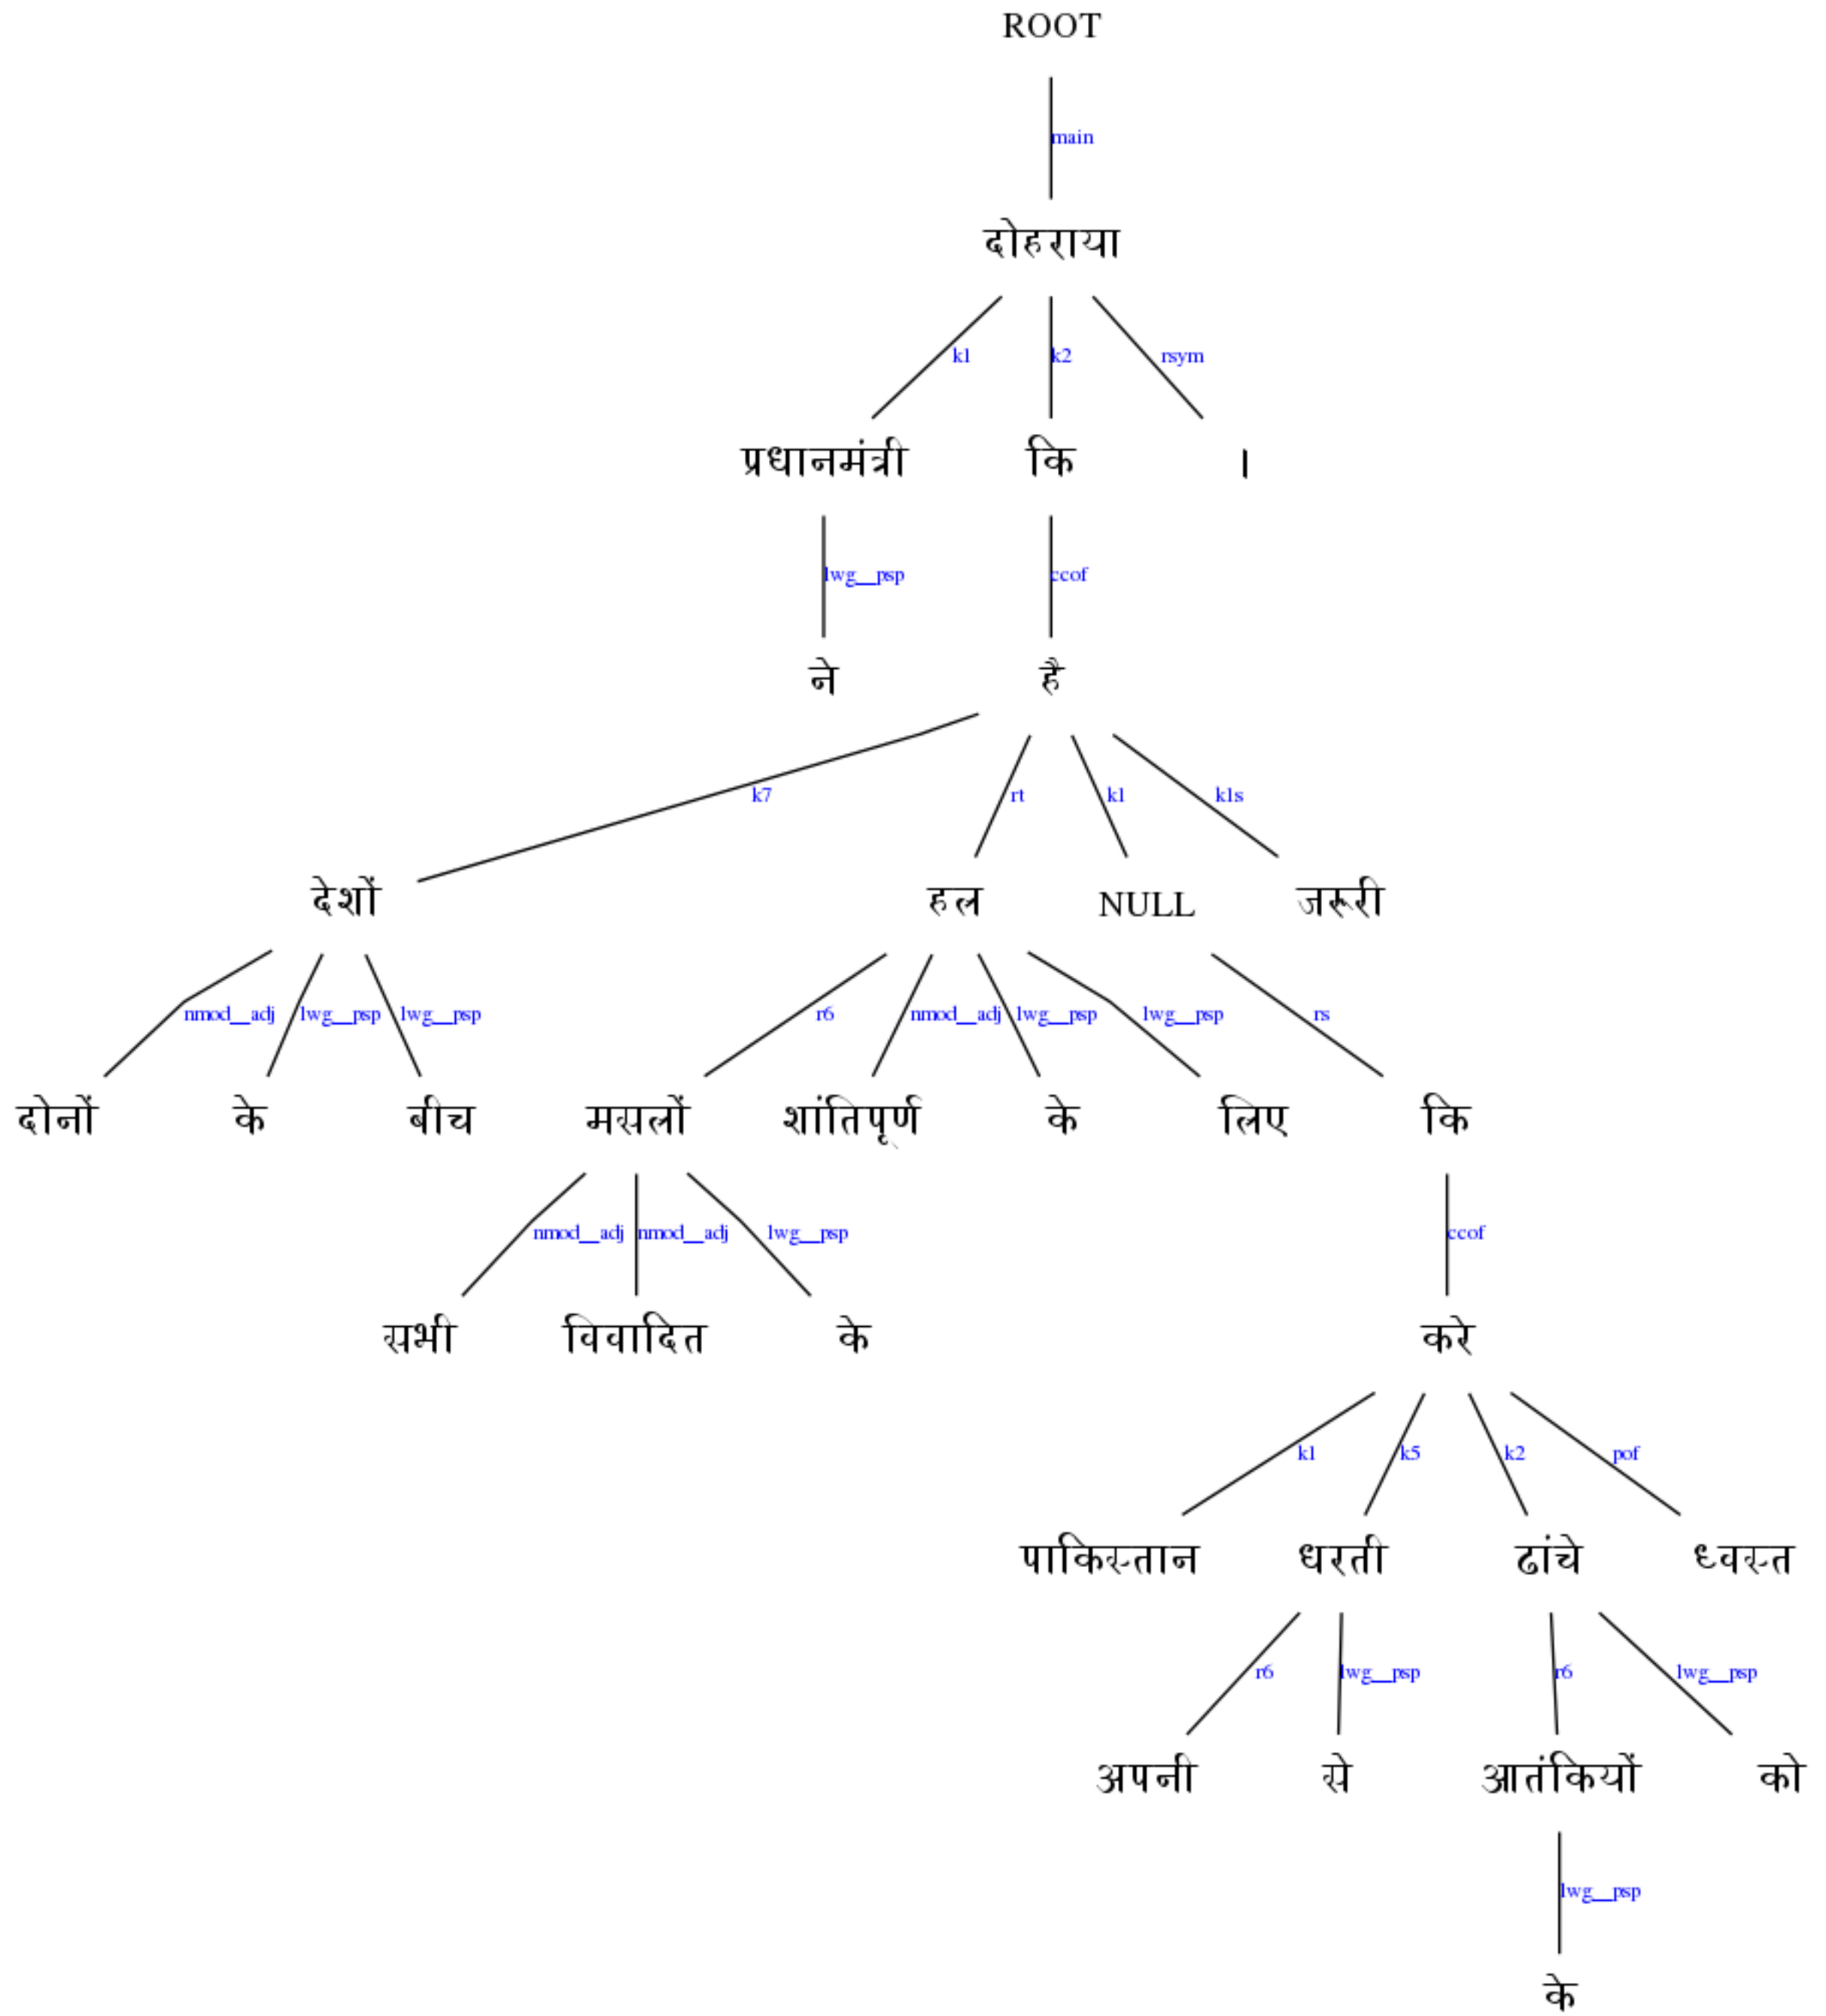 ROOT
main
दोहराया
k1 k2 rsym
प्रधानमंत्री कि ।
lwg__psp ccof
ने है
k7 rt k1 k1s
देशों हल NULL जरूरी
nmod__adj lwg__psp lwg__psp r6 nmod__adj lwg__psp lwg__psp rs
दोनों के बीच मसलों शांतिपूर्ण के लिए कि
nmod__adj nmod__adj lwg__psp ccof
सभी विवादित के करे
k1 k5 k2 pof
पाकिस्तान धरती ढांचे ध्वस्त
r6 lwg__psp r6 lwg__psp
अपनी से आतंकियों को
lwg__psp
के